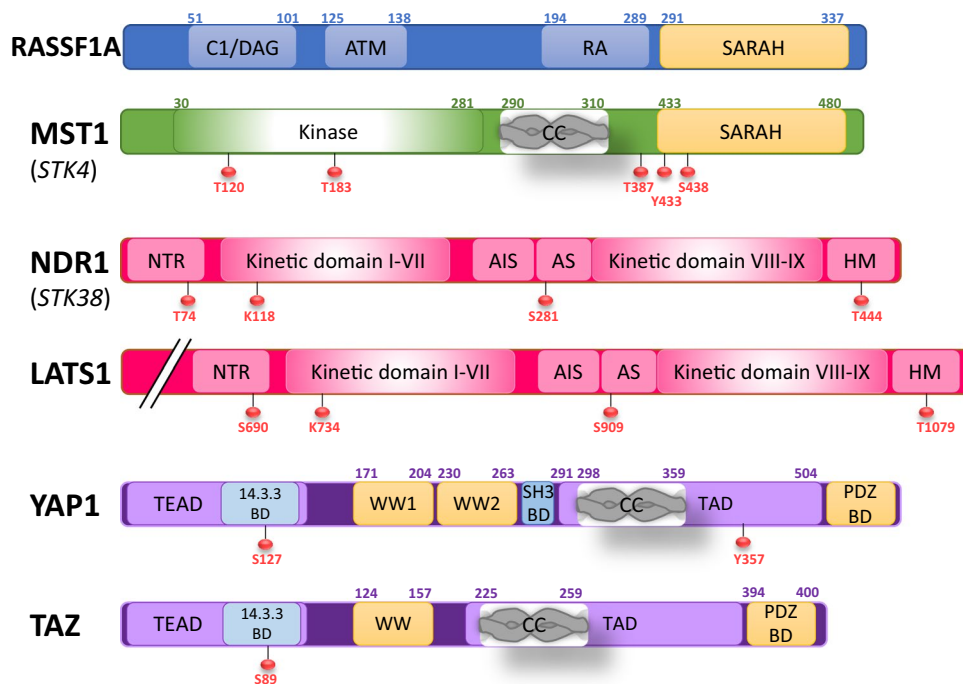 51 101 125 138 194 289 291 337
RASSF1A C1/DAG ATM RA SARAH
30 281 290 310 433 480
MST1 Kinase CC SARAH
(STK4)
T120 T183 T387 Y433 S438
NDR1 NTR Kinetic domain I-VII AIS AS Kinetic domain VIII-IX HM
(STK38)
T74 K118 S281 T444
LATS1 NTR Kinetic domain I-VII AIS AS Kinetic domain VIII-IX HM
S690 K734 S909 T1079
171 204 230 263 291 298 359 504
YAP1 TEAD 14.3.3 BD WW1 WW2 SH3 BD CC TAD PDZ BD
S127 Y357
124 157 225 259 394 400
TAZ TEAD 14.3.3 BD WW CC TAD PDZ BD
S89